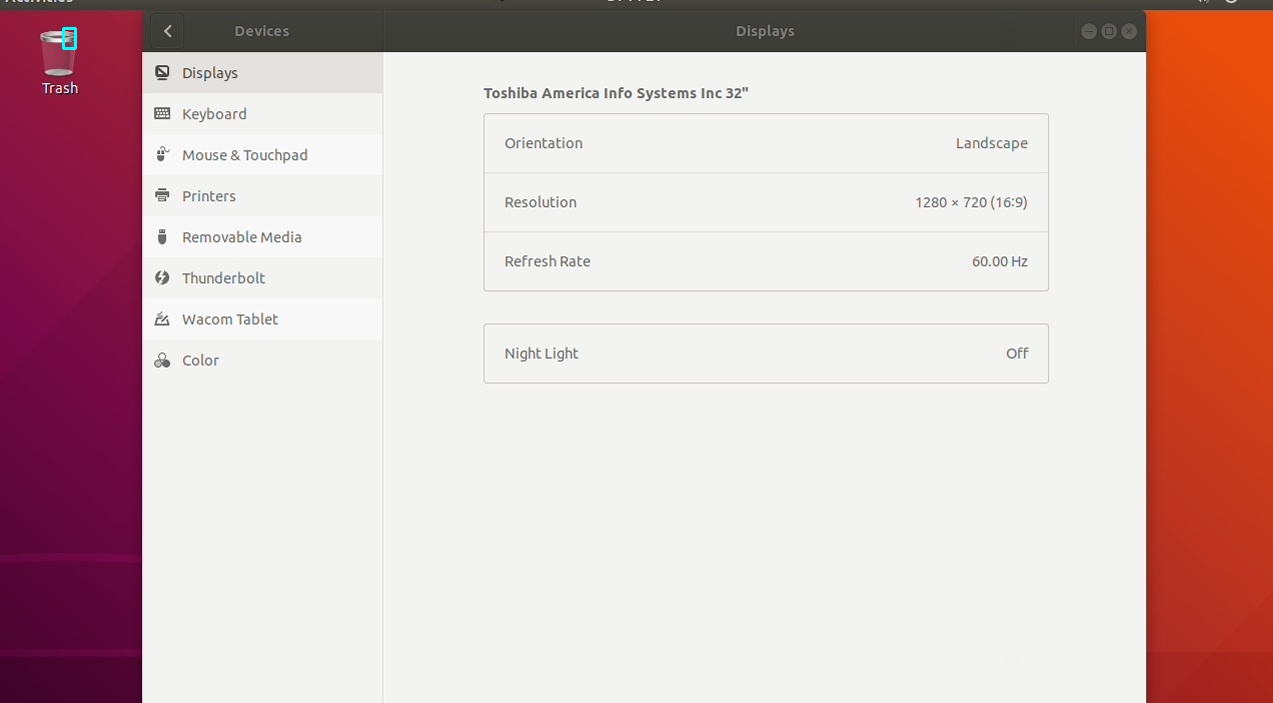 Devices
Displays
Trash
Displays
Keyboard
Mouse & Touchpad
Printers
Removable Media
Thunderbolt
Wacom Tablet
Color
Toshiba America Info Systems Inc 32"
Orientation Landscape
Resolution 1280 × 720 (16:9)
Refresh Rate 60.00 Hz
Night Light Off